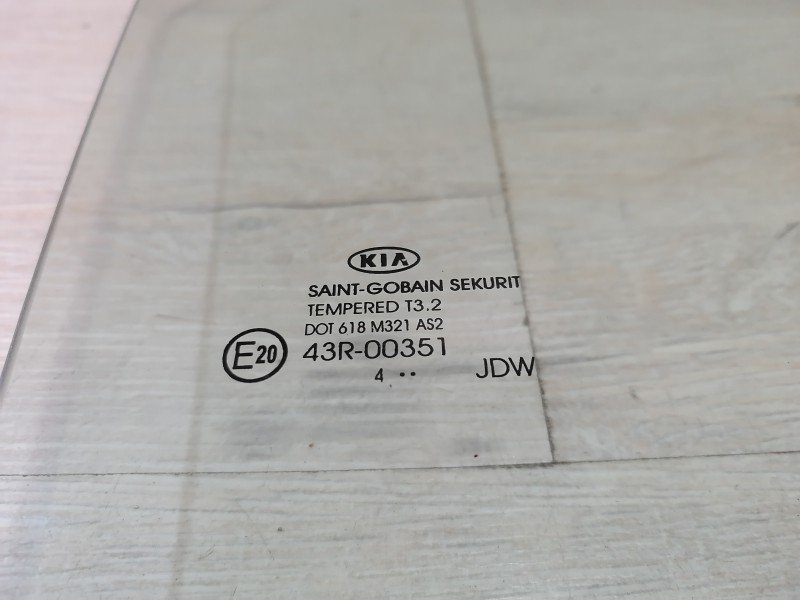 KIA
SAINT-GOBAIN SEKURIT
TEMPERED T3.2
DOT 618 M321 AS2
E20 43R-00351
4 •• JDW